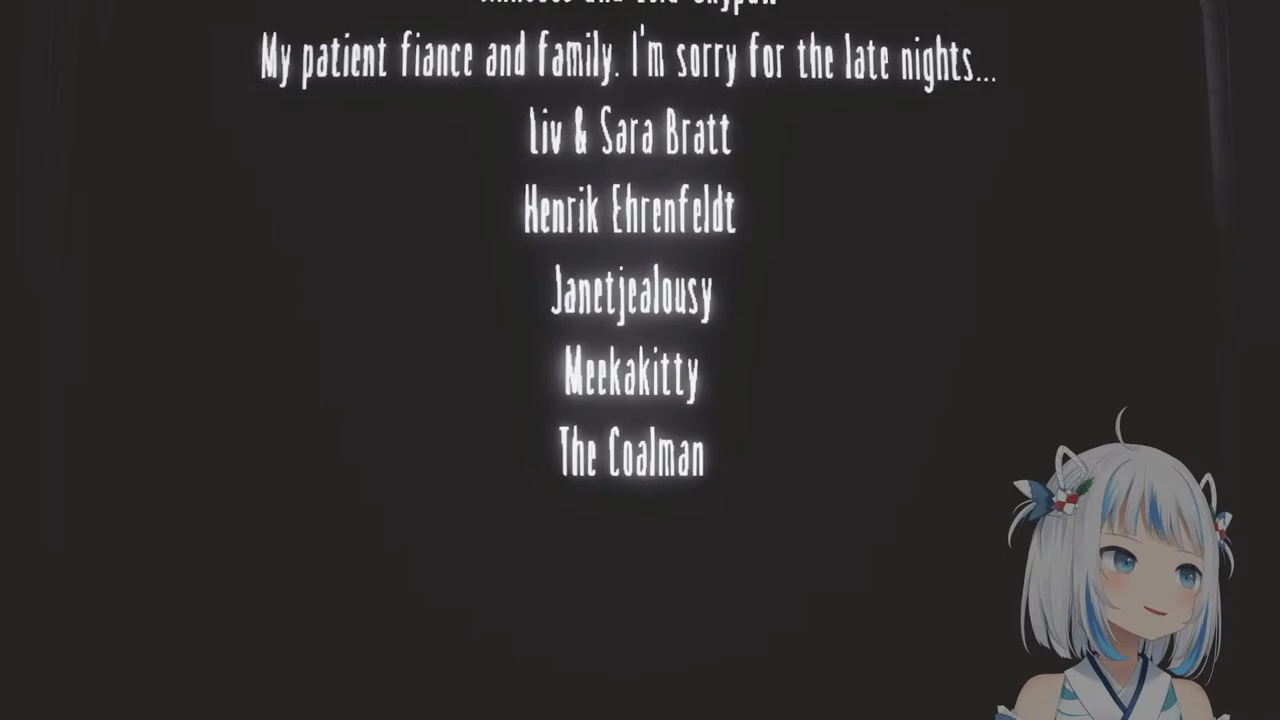 My patient fiance and family. I'm sorry for the late nights...
Liv & Sara Bratt
Henrik Ehrenfeldt
Janetjealousy
Meekakitty
The Coalman